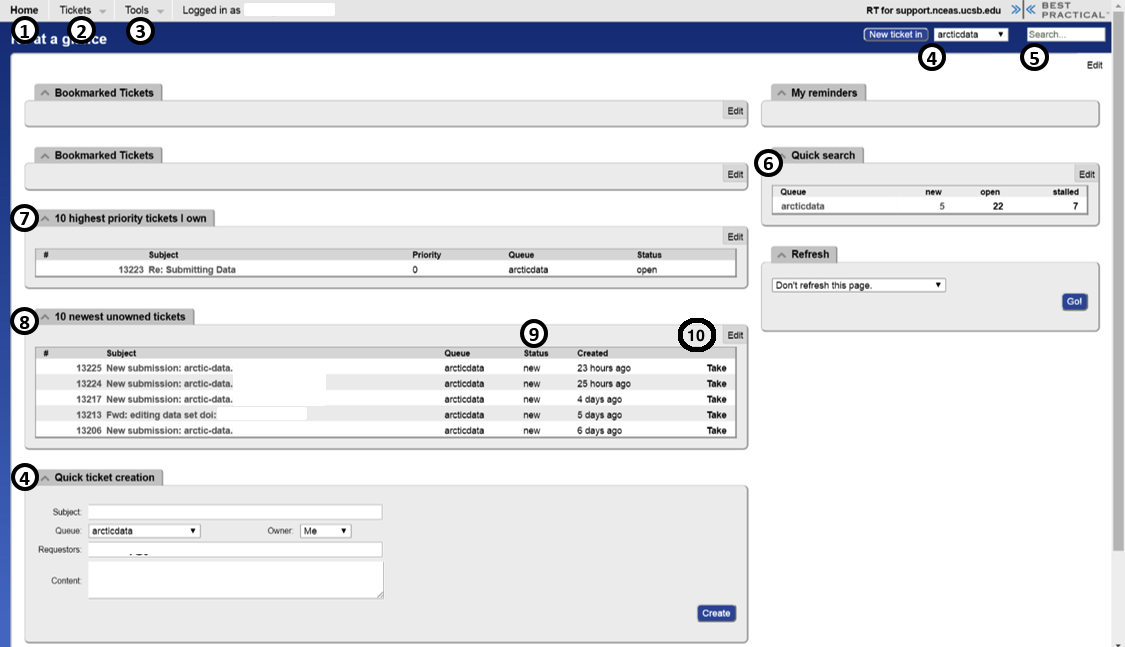 Home Tickets Tools Logged in as RT for support.nceas.ucsb.edu BEST PRACTICAL™
1 2 3
at a glance New ticket in arcticdata Search...
4 5
Edit
Bookmarked Tickets My reminders
Edit
Bookmarked Tickets 6 Quick search
Edit Edit
Queue new open stalled
arcticdata 5 22 7
7 10 highest priority tickets I own
Edit
# Subject Priority Queue Status
13223 Re: Submitting Data 0 arcticdata open
Refresh
Don't refresh this page.
Go!
8 10 newest unowned tickets
9 10 Edit
# Subject Queue Status Created
13225 New submission: arctic-data. arcticdata new 23 hours ago Take
13224 New submission: arctic-data. arcticdata new 25 hours ago Take
13217 New submission: arctic-data. arcticdata new 4 days ago Take
13213 Fwd: editing data set doi: arcticdata new 5 days ago Take
13206 New submission: arctic-data. arcticdata new 6 days ago Take
4 Quick ticket creation
Subject:
Queue: arcticdata Owner: Me
Requestors:
Content:
Create